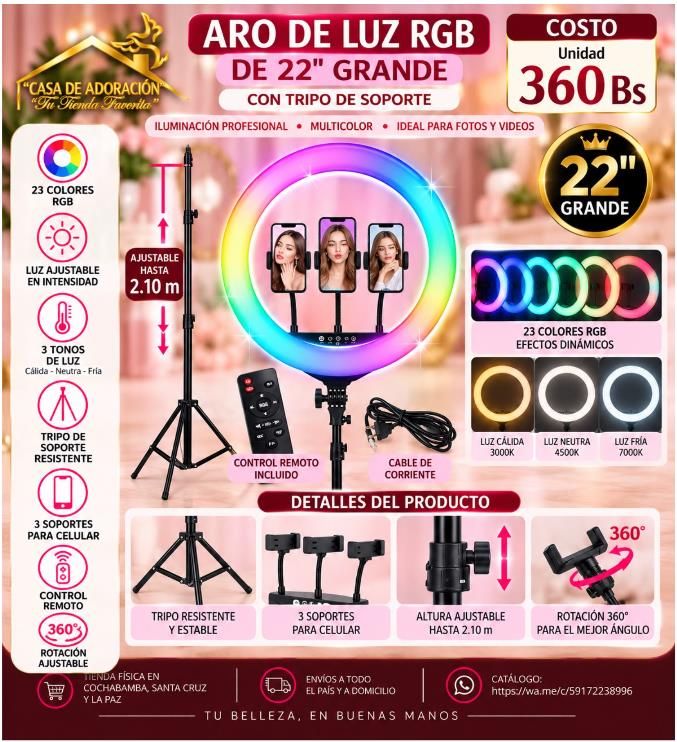 "CASA DE ADORACIÓN"
"Tu Tienda Favorita"
ARO DE LUZ RGB
DE 22" GRANDE
CON TRIPO DE SOPORTE
ILUMINACIÓN PROFESIONAL • MULTICOLOR • IDEAL PARA FOTOS Y VIDEOS
COSTO
Unidad
360 Bs
22"
GRANDE
23 COLORES
RGB
LUZ AJUSTABLE
EN INTENSIDAD
3 TONOS
DE LUZ
Cálida - Neutra - Fría
TRIPO DE
SOPORTE
RESISTENTE
3 SOPORTES
PARA CELULAR
CONTROL
REMOTO
360°
ROTACIÓN
AJUSTABLE
AJUSTABLE
HASTA
2.10 m
CONTROL REMOTO
INCLUIDO
CABLE DE
CORRIENTE
23 COLORES RGB
EFECTOS DINÁMICOS
LUZ CÁLIDA
3000K
LUZ NEUTRA
4500K
LUZ FRÍA
7000K
DETALLES DEL PRODUCTO
TRIPO RESISTENTE
Y ESTABLE
3 SOPORTES
PARA CELULAR
ALTURA AJUSTABLE
HASTA 2.10 m
360°
ROTACIÓN 360°
PARA EL MEJOR ÁNGULO
TIENDA FÍSICA EN
COCHABAMBA, SANTA CRUZ
Y LA PAZ
ENVÍOS A TODO
EL PAÍS Y A DOMICILIO
CATÁLOGO:
https://wa.me/c/59172238996
TU BELLEZA, EN BUENAS MANOS